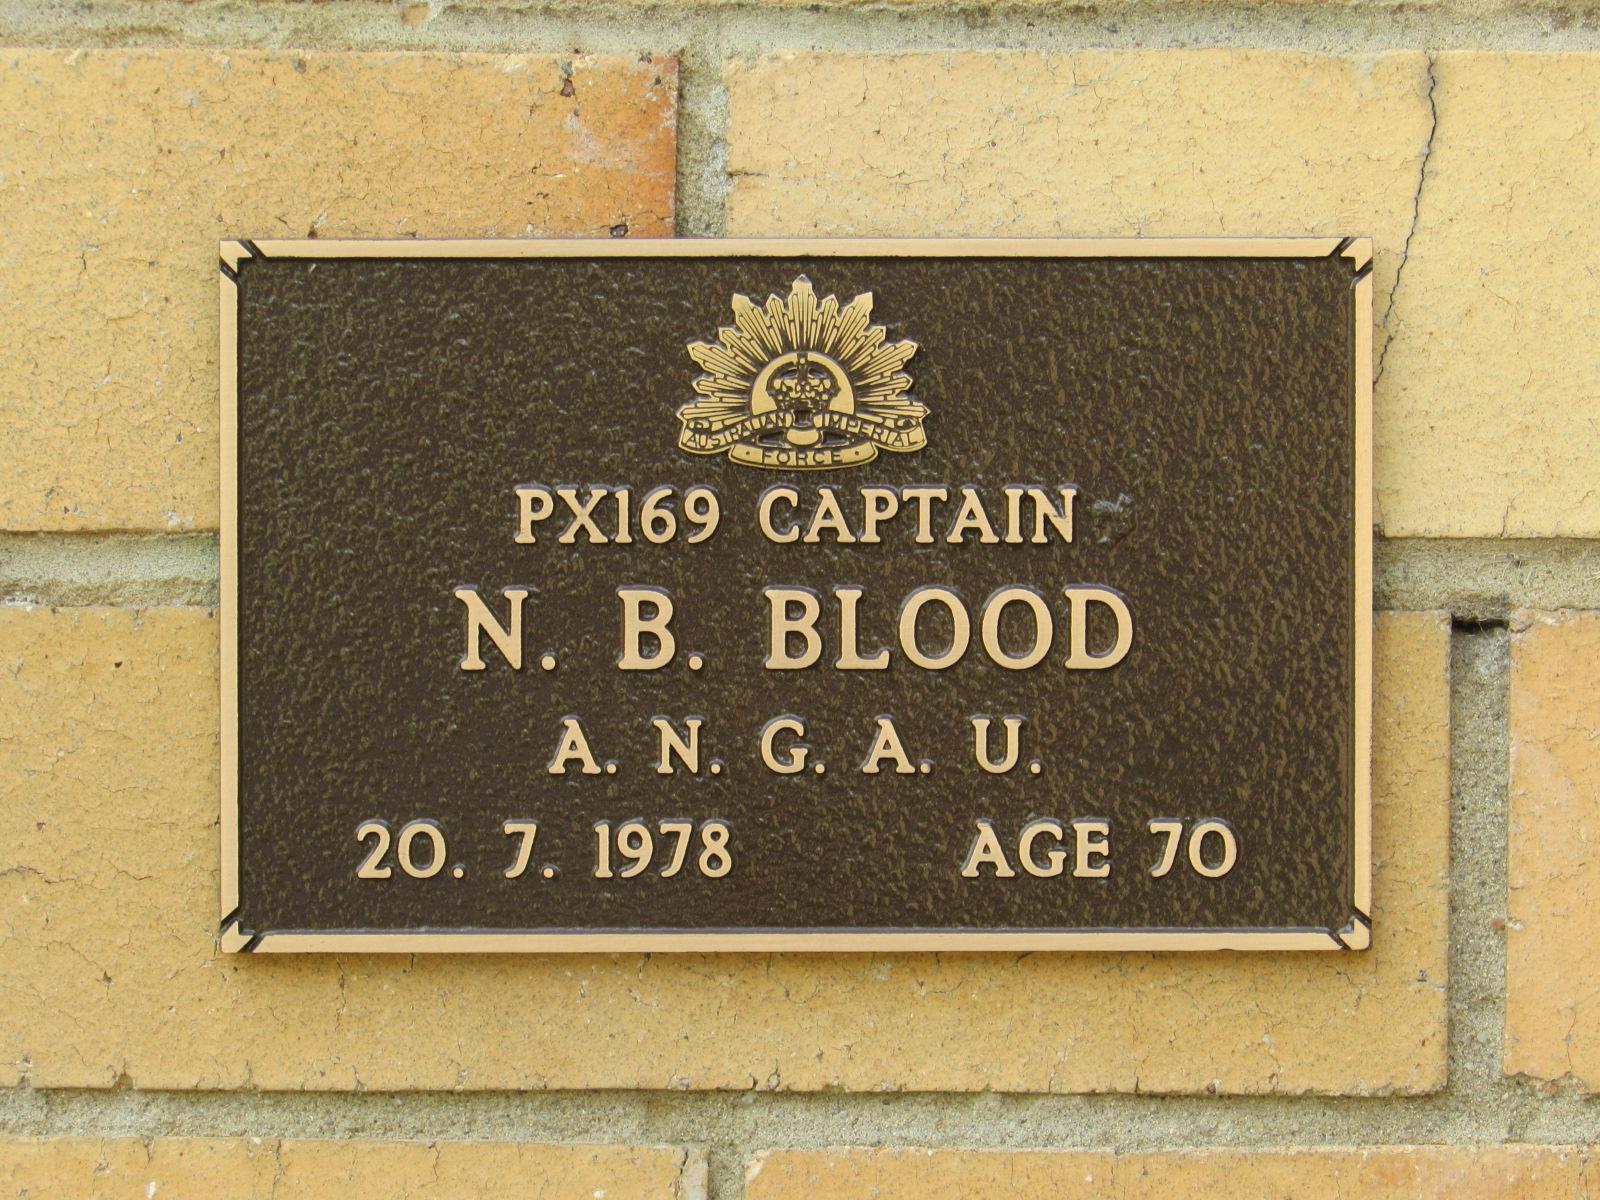 AUSTRALIAN IMPERIAL
FORCE
PX169 CAPTAIN
N. B. BLOOD
A. N. G. A. U.
20. 7. 1978 AGE 70